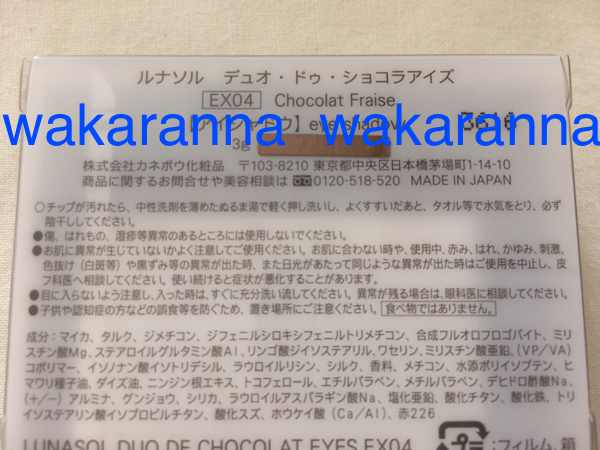 ルナソル デュオ・ドゥ・ショコラアイズ
EX04 Chocolat Fraise
【アイシャドウ】eyeshadow
wakaranna wakaranna
3g
株式会社カネボウ化粧品 〒103-8210 東京都中央区日本橋茅場町1-14-10
商品に関するお問合せや美容相談は 0120-518-520 MADE IN JAPAN
○チップが汚れたら、中性洗剤を薄めたぬるま湯で軽く押し洗いし、よくすすいだあと、タオル等で水気をとり、必ず
陰干ししてください。
●傷、はれもの、湿疹等異常のあるところには使用しないでください。
●お肌に異常が生じていないかよく注意してご使用ください。お肌に合わない時や、使用中、赤み、はれ、かゆみ、刺激、
色抜け(白斑等)や黒ずみ等の異常が出た時、また日光があたって同じような異常が出た時はご使用を中止し、皮
フ科医へご相談ください。使い続けると症状が悪化することがあります。
●目に入らないよう注意し、入った時は、すぐに充分洗い流してください。異常が残る場合は、眼科医に相談してください。
●子供や認知症の方などの誤食等を防ぐため、置き場所にご注意ください。 食べ物ではありません。
成分:マイカ、タルク、ジメチコン、ジフェニルシロキシフェニルトリメチコン、合成フルオロフロゴパイト、ミリ
スチン酸Mg、ステアロイルグルタミン酸Al、リンゴ酸ジイソステアリル、ワセリン、ミリスチン酸亜鉛、(VP/VA)
コポリマー、イソノナン酸イソトリデシル、ラウロイルリシン、シルク、香料、メチコン、水添ポリイソブテン、ヒ
マワリ種子油、ダイズ油、ニンジン根エキス、トコフェロール、エチルパラベン、メチルパラベン、デヒドロ酢酸Na、
(+/-) アルミナ、グンジョウ、シリカ、ラウロイルアスパラギン酸Na、塩化亜鉛、酸化チタン、酸化鉄、トリ
イソステアリン酸イソプロピルチタン、酸化スズ、ホウケイ酸(Ca/Al)、赤226
LUNASOL DUO DE CHOCOLAT EYES EX04
:フィルム、箱